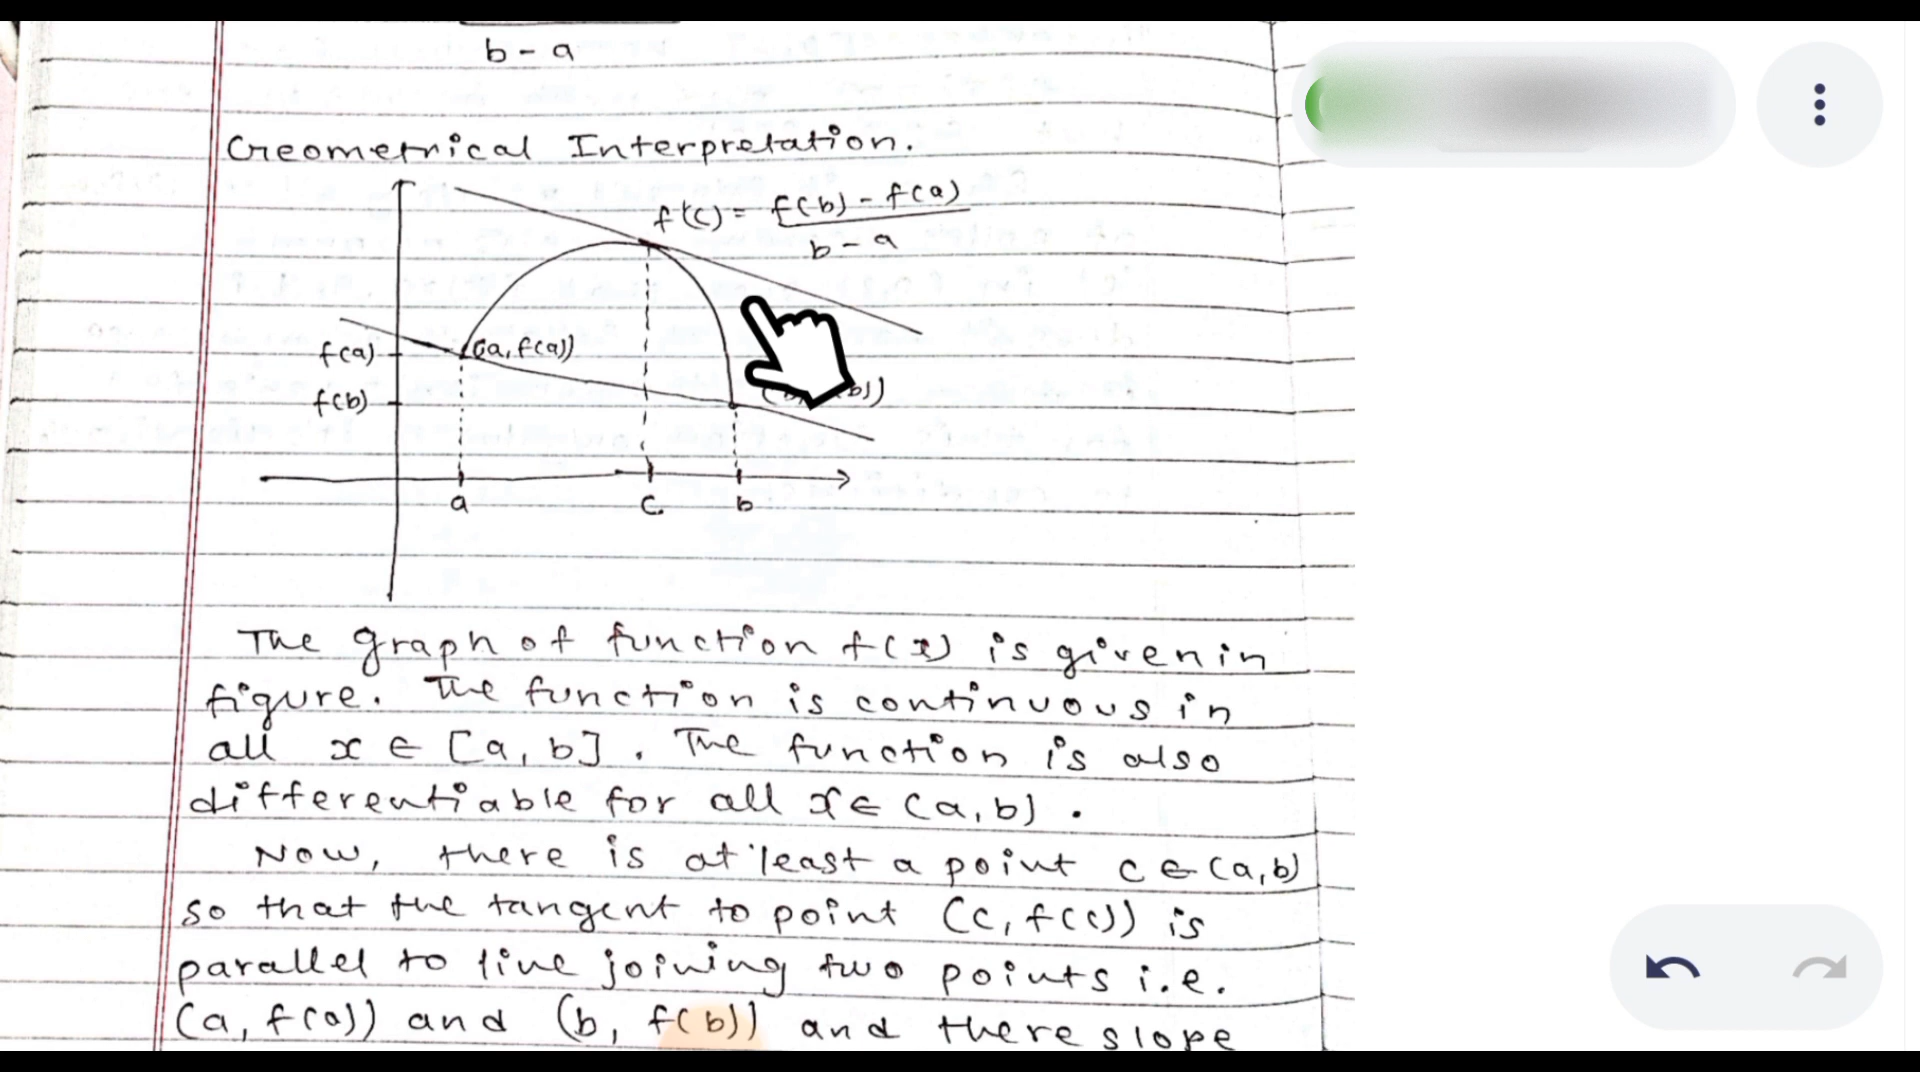 b - a
Geometrical Interpretation.
f'(c) = f(b) - f(a)
b - a
f(a)
(a, f(a))
f(b)
a
c
b
The graph of function f(x) is given in
figure. The function is continuous in
all x ∈ [a, b]. The function is also
differentiable for all x ∈ (a, b).
Now, there is at least a point c ∈ (a, b)
so that the tangent to point (c, f(c)) is
parallel to line joining two points i.e.
(a, f(a)) and (b, f(b)) and there slope